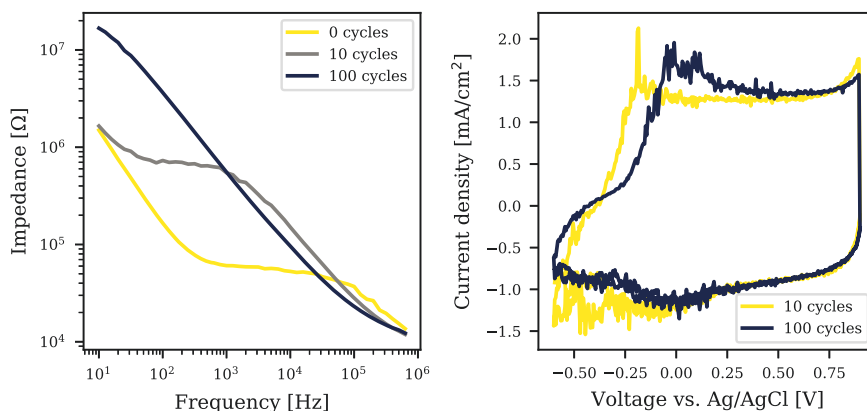 0 cycles
10 cycles
100 cycles
Impedance [Ω]
10⁷
10⁶
10⁵
10⁴
10¹ 10² 10³ 10⁴ 10⁵ 10⁶
Frequency [Hz]
Current density [mA/cm²]
2.0
1.5
1.0
0.5
0.0
−0.5
−1.0
−1.5
10 cycles
100 cycles
−0.50 −0.25 0.00 0.25 0.50 0.75
Voltage vs. Ag/AgCl [V]